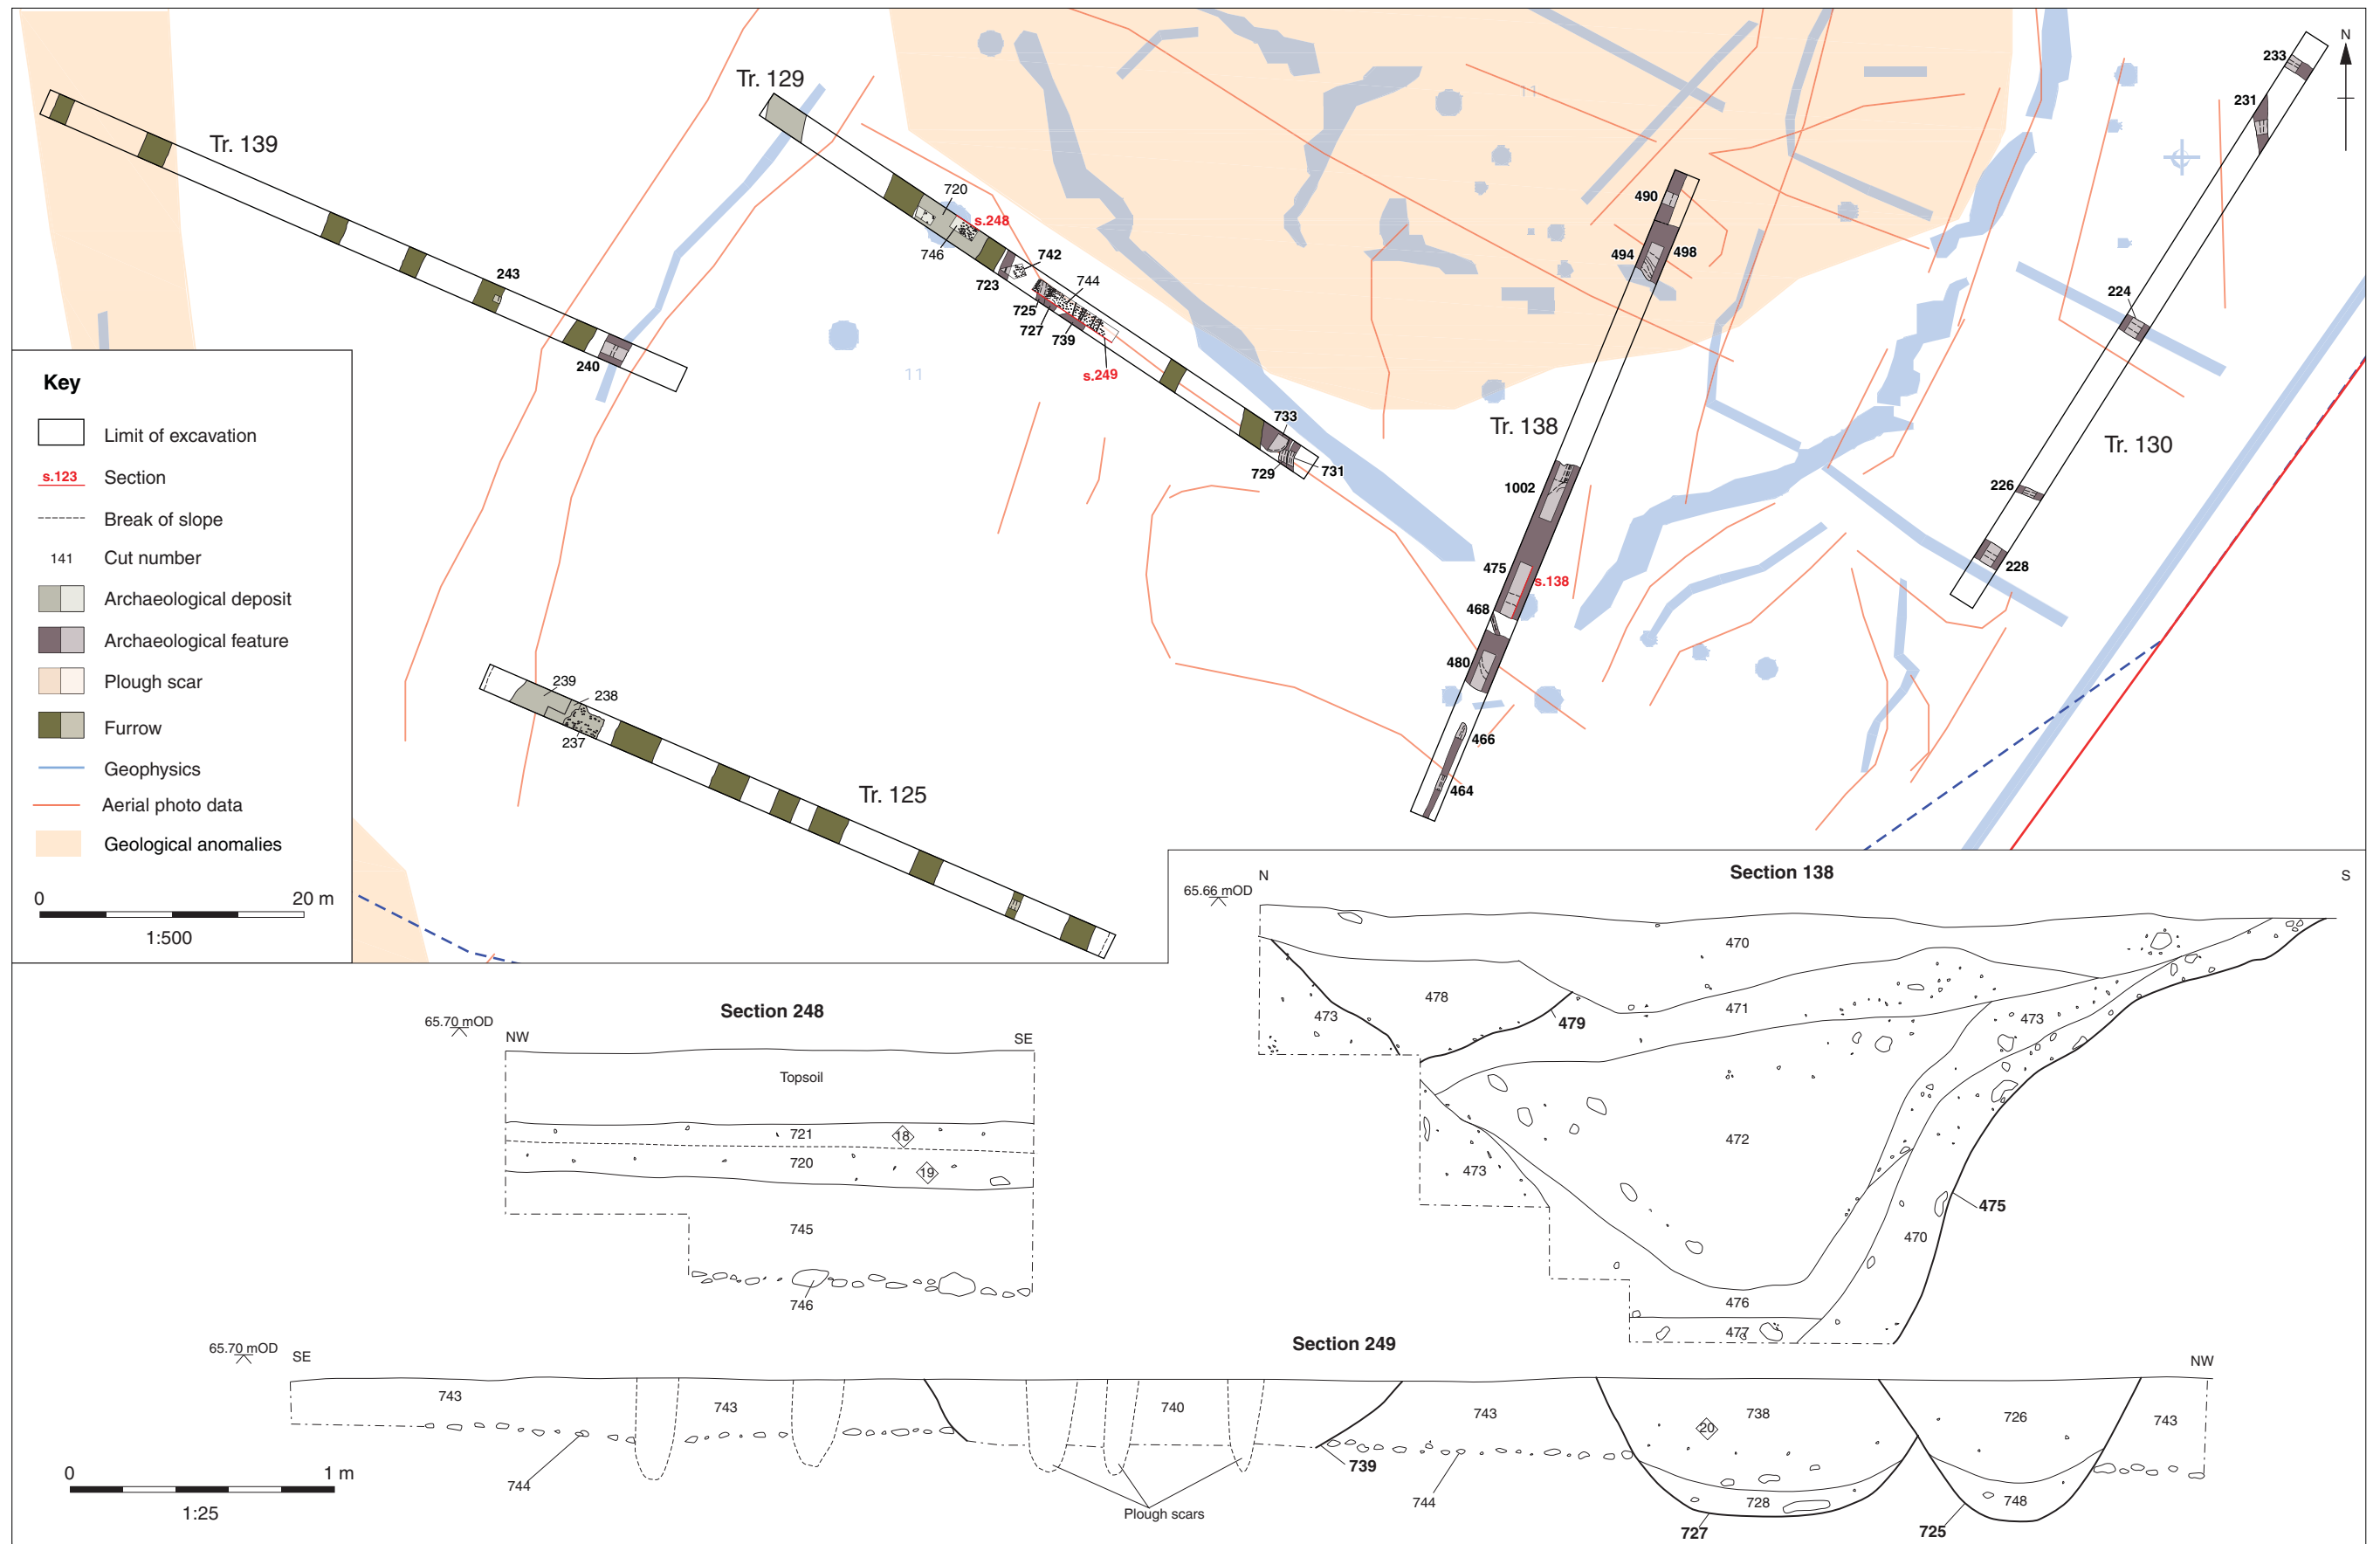 Tr. 139
Tr. 129
Tr. 138
Tr. 130
Tr. 125
N
243
240
720
s.248
746
742
723
744
725
727
739
s.249
733
729
731
11
11
490
494
498
1002
475
s.138
468
480
466
464
233
231
224
226
228
239
238
237
Key
Limit of excavation
s.123 Section
Break of slope
141 Cut number
Archaeological deposit
Archaeological feature
Plough scar
Furrow
Geophysics
Aerial photo data
Geological anomalies
0 20 m
1:500
Section 138
N
S
65.66 mOD
470
478
471
473
479
473
472
473
475
470
476
477
Section 248
65.70 mOD
NW
SE
Topsoil
721
18
720
19
745
746
Section 249
65.70 mOD
SE
NW
743
743
740
743
20
738
726
743
744
739
744
728
748
Plough scars
727
725
0 1 m
1:25